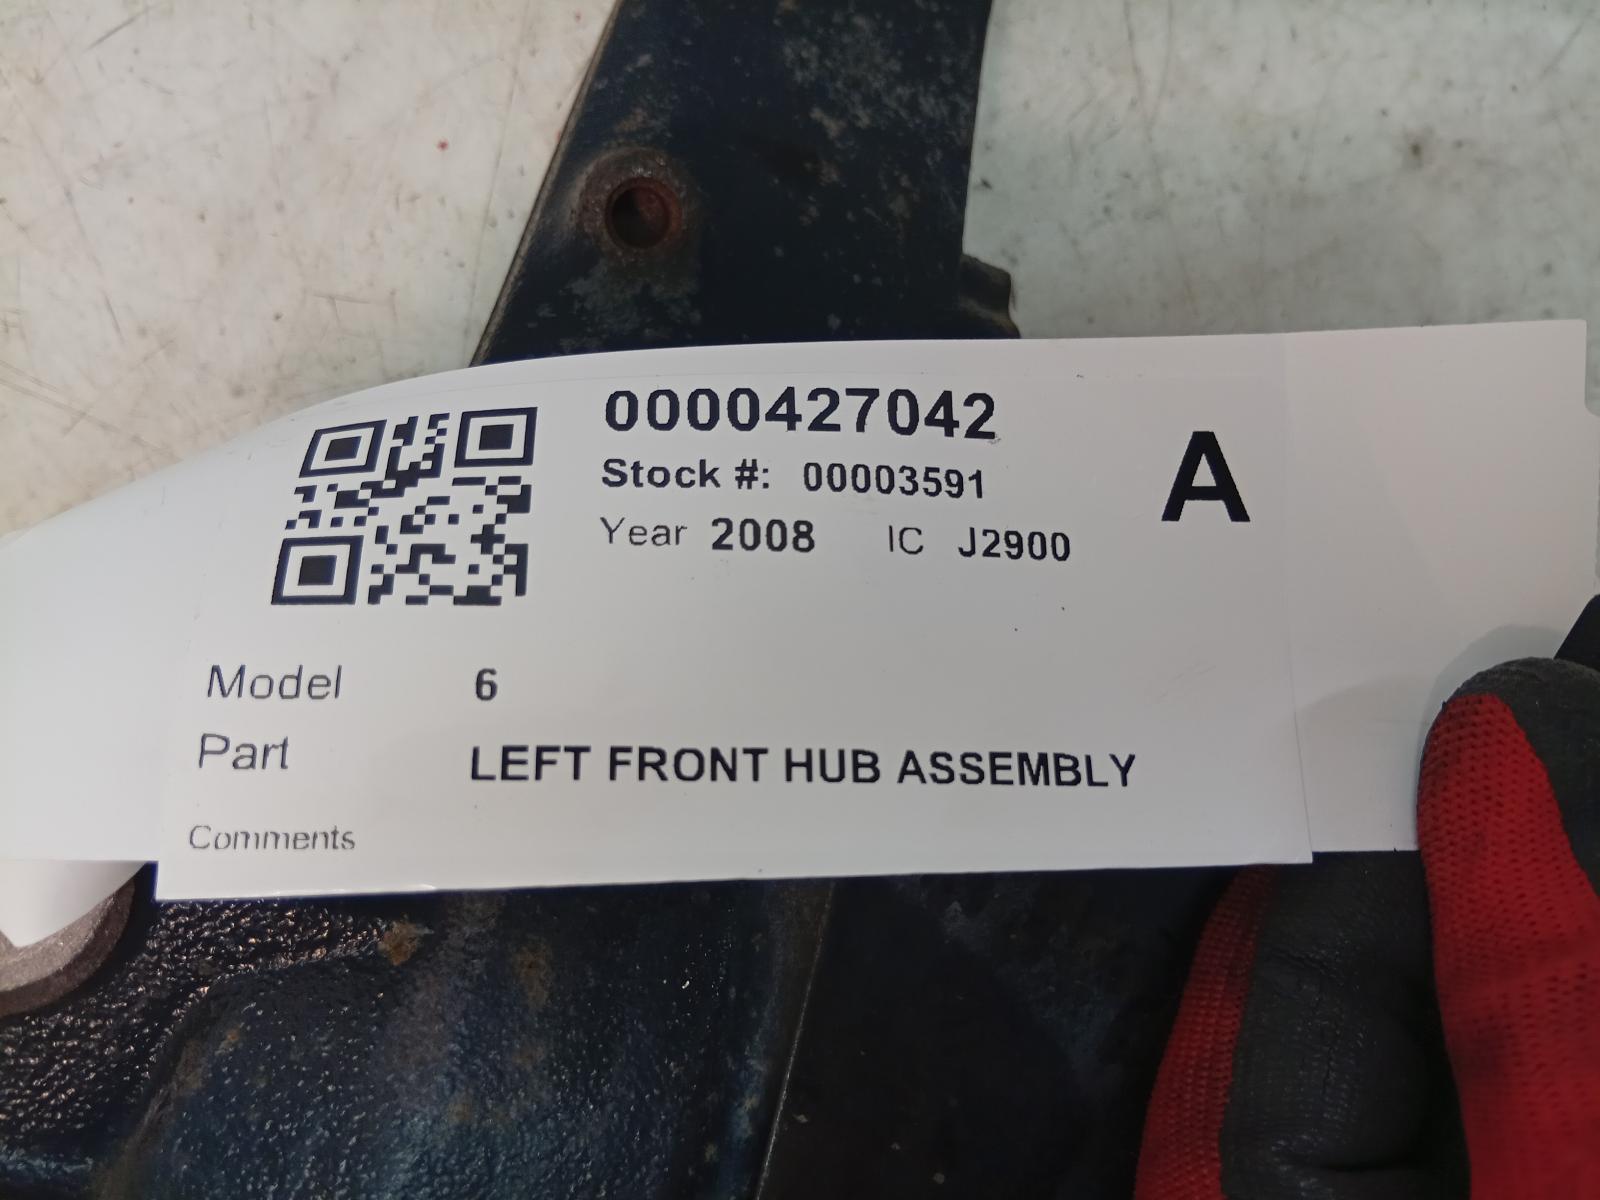 0000427042
A
Stock #: 00003591
Year 2008 IC J2900
Model 6
Part LEFT FRONT HUB ASSEMBLY
Comments